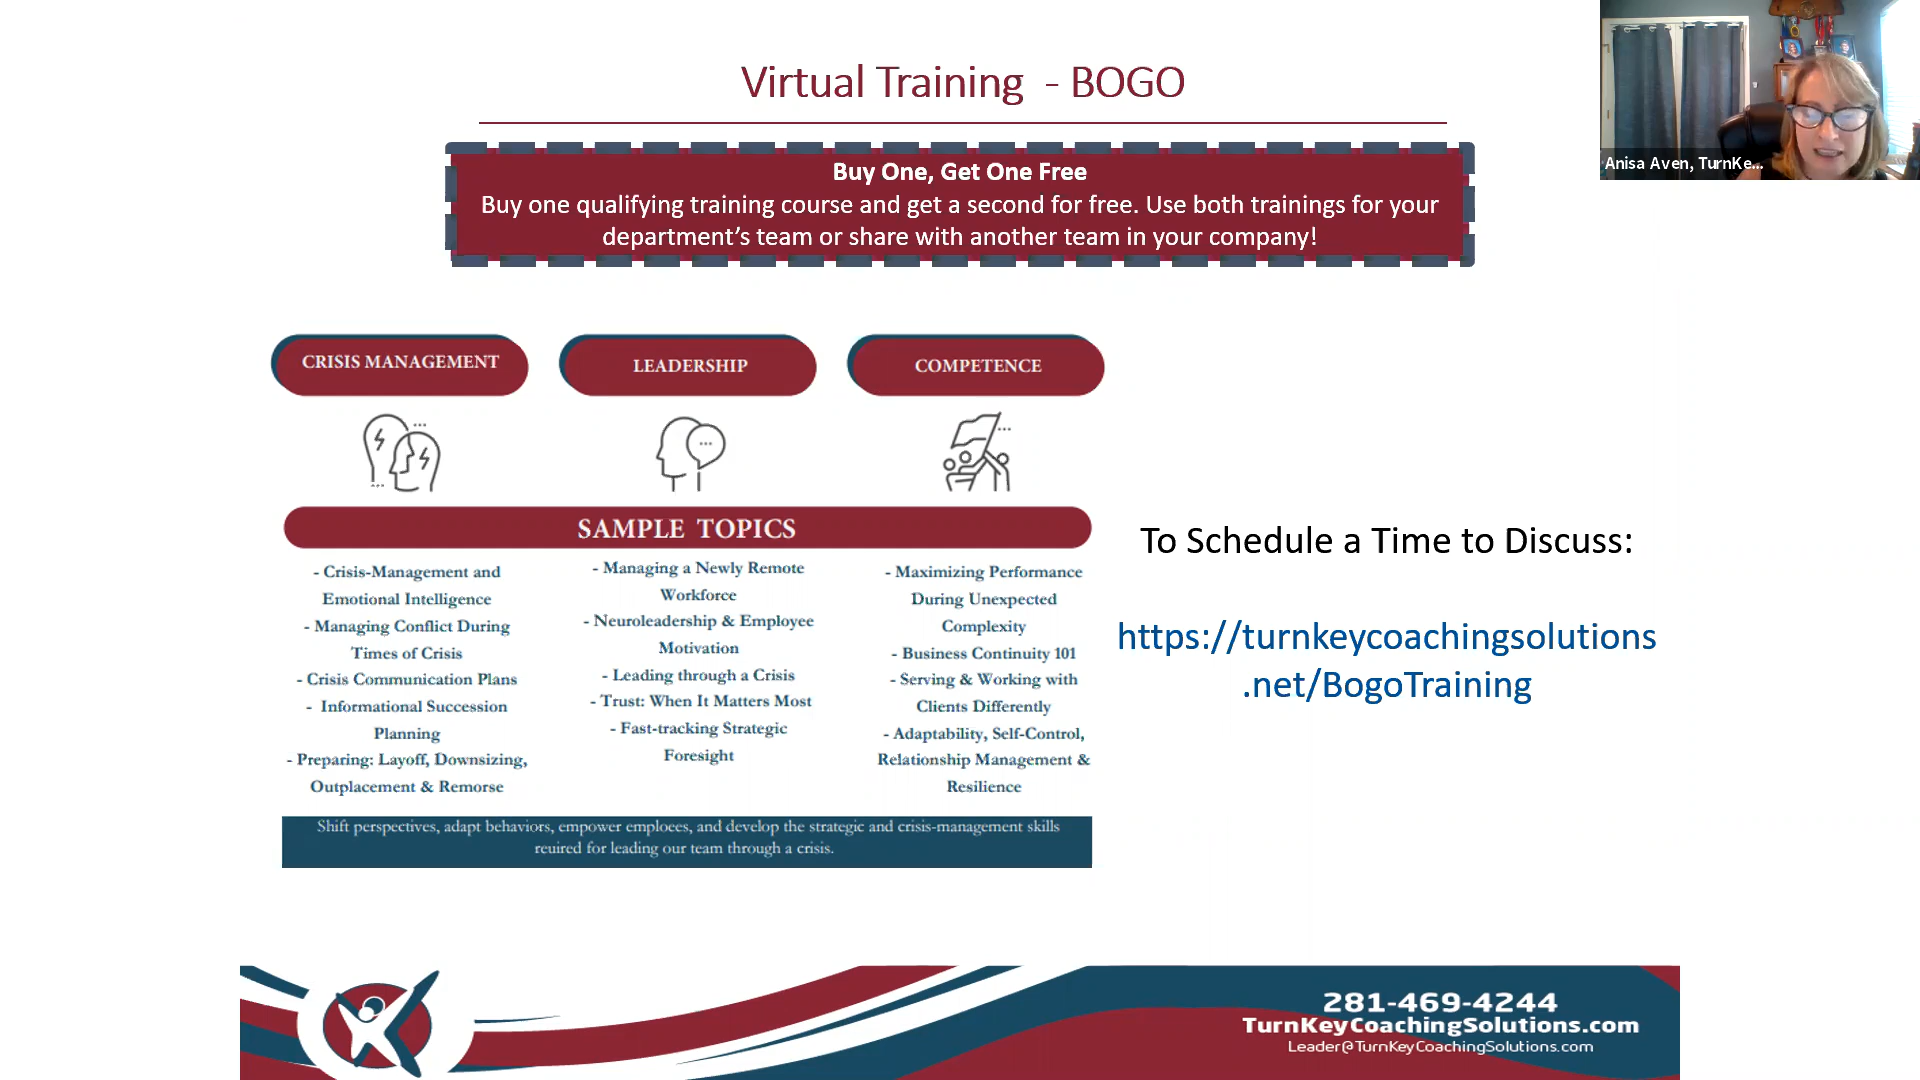 Virtual Training - BOGO
Anisa Aven, TurnKe...
Buy One, Get One Free
Buy one qualifying training course and get a second for free. Use both trainings for your
department's team or share with another team in your company!
CRISIS MANAGEMENT
LEADERSHIP
COMPETENCE
SAMPLE TOPICS
- Crisis-Management and
Emotional Intelligence
- Managing Conflict During
Times of Crisis
- Crisis Communication Plans
- Informational Succession
Planning
- Preparing: Layoff, Downsizing,
Outplacement & Remorse
- Managing a Newly Remote
Workforce
- Neuroleadership & Employee
Motivation
- Leading through a Crisis
- Trust: When It Matters Most
- Fast-tracking Strategic
Foresight
- Maximizing Performance
During Unexpected
Complexity
- Business Continuity 101
- Serving & Working with
Clients Differently
- Adaptability, Self-Control,
Relationship Management &
Resilience
Shift perspectives, adapt behaviors, empower emploees, and develop the strategic and crisis-management skills
reuired for leading our team through a crisis.
To Schedule a Time to Discuss:
https://turnkeycoachingsolutions
.net/BogoTraining
281-469-4244
TurnKeyCoachingSolutions.com
Leader@TurnKeyCoachingSolutions.com